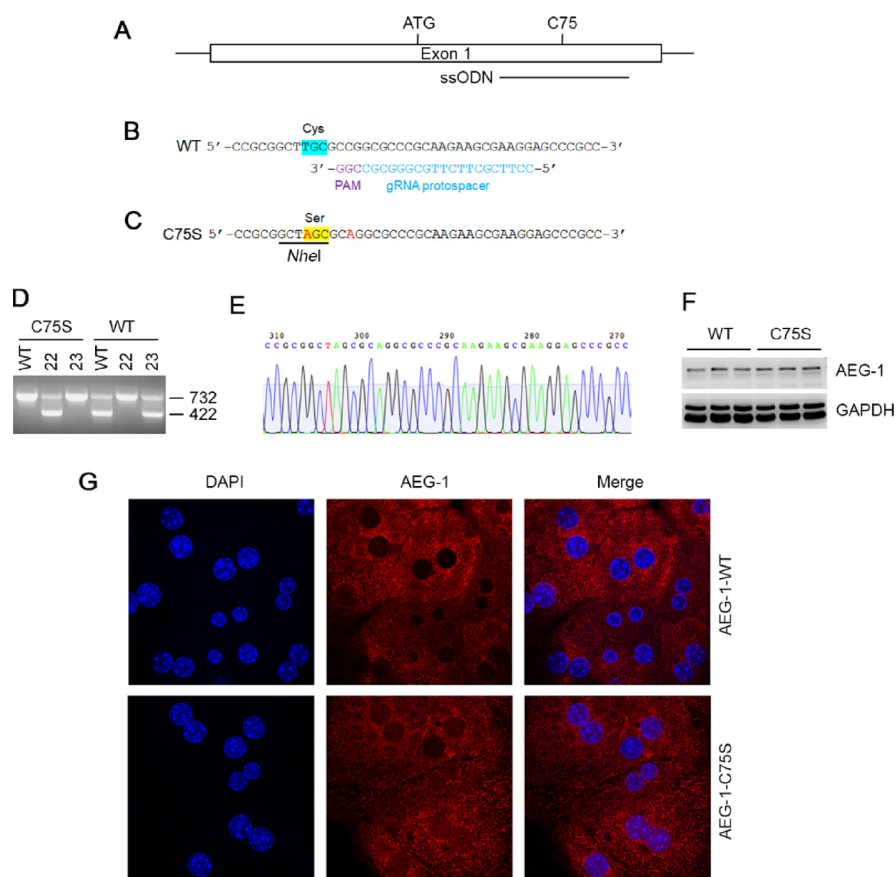 A
ATG
C75
Exon 1
ssODN
B
Cys
WT 5’-CCGCGGCTTGCGCCGGCGCCCGCAAGAAGCGAAGGAGCCCGCC-3’
3’-GGCCGCGGGCGTTCTTCGCTTCC-5’
PAM gRNA protospacer
C
Ser
C75S 5’-CCGCGGCTAGCGCAGGCGCCCGCAAGAAGCGAAGGAGCCCGCC-3’
NheI
D
C75S WT
WT 22 23 WT 22 23
732
422
E
310 300 290 280 270
CCGCGGCTAGCGCAGGCGCCCGCAAGAAGCGAAGGAGCCCGCC
F
WT C75S
AEG-1
GAPDH
G
DAPI AEG-1 Merge
AEG-1-WT
AEG-1-C75S